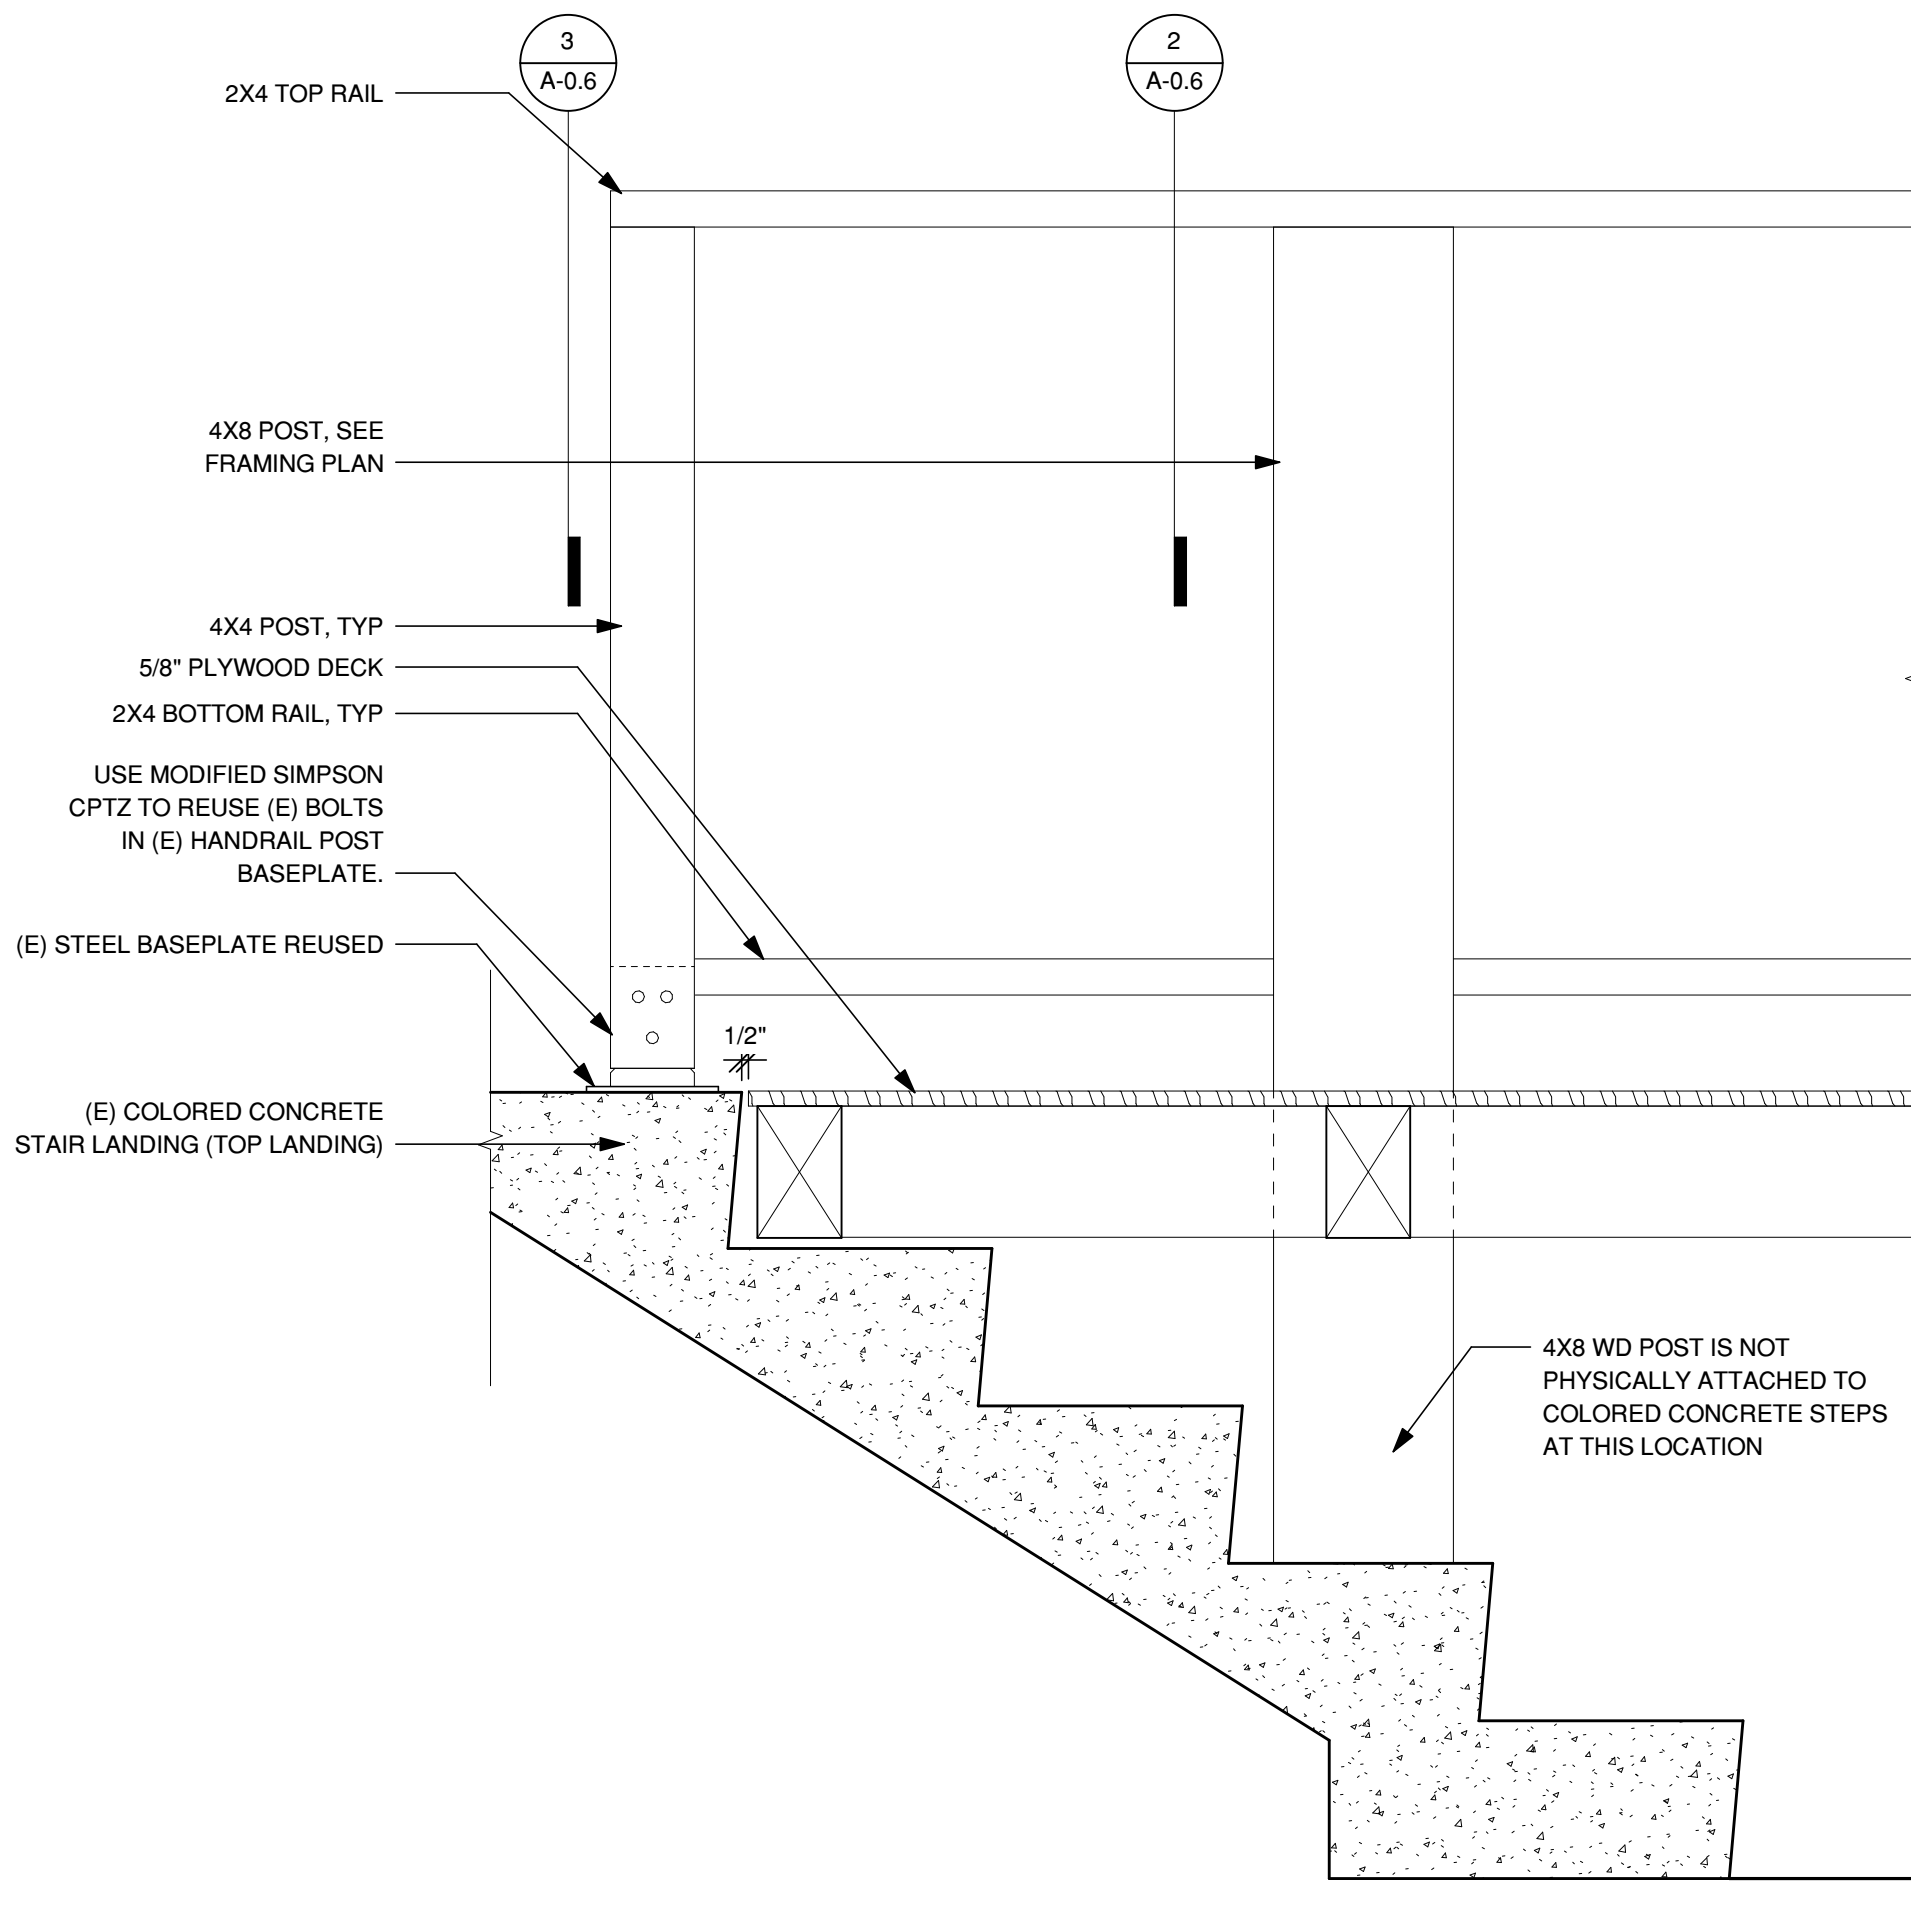 3
A-0.6
2
A-0.6
2X4 TOP RAIL
4X8 POST, SEE
FRAMING PLAN
4X4 POST, TYP
5/8" PLYWOOD DECK
2X4 BOTTOM RAIL, TYP
USE MODIFIED SIMPSON
CPTZ TO REUSE (E) BOLTS
IN (E) HANDRAIL POST
BASEPLATE.
(E) STEEL BASEPLATE REUSED
1/2"
(E) COLORED CONCRETE
STAIR LANDING (TOP LANDING)
4X8 WD POST IS NOT
PHYSICALLY ATTACHED TO
COLORED CONCRETE STEPS
AT THIS LOCATION